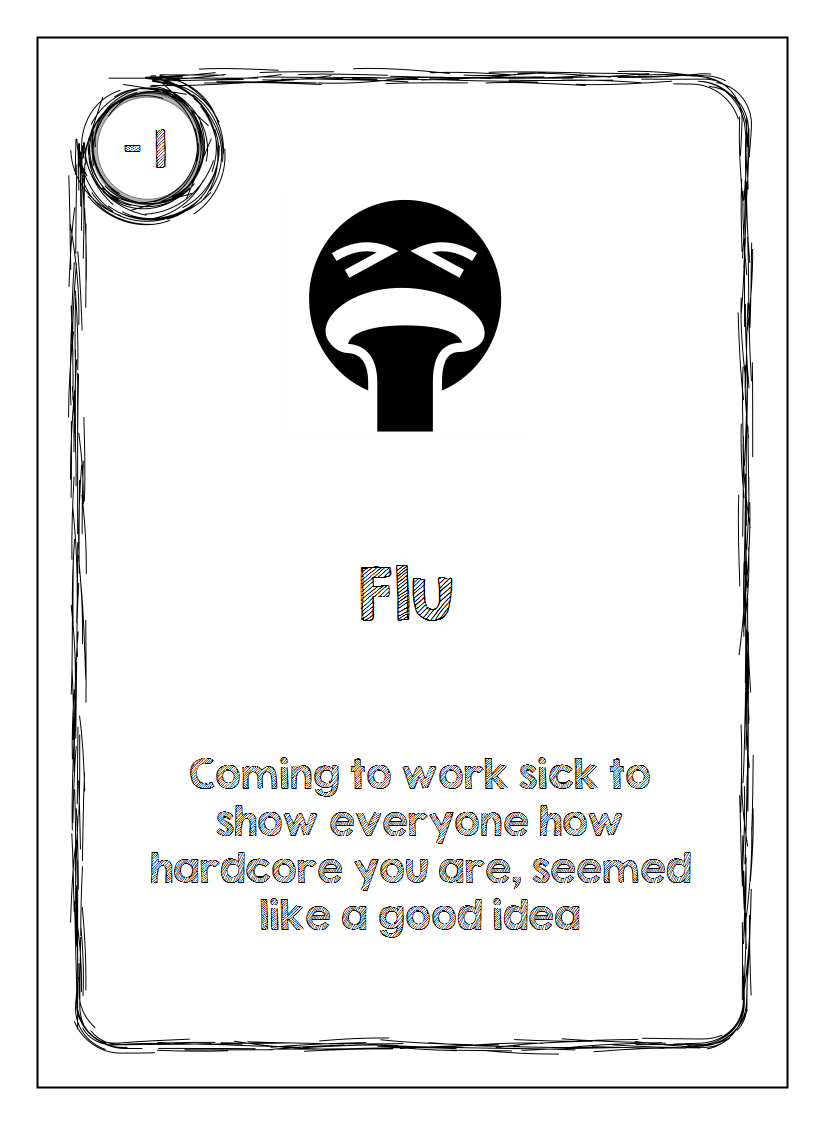 -1
Flu
Coming to work sick to
show everyone how
hardcore you are, seemed
like a good idea